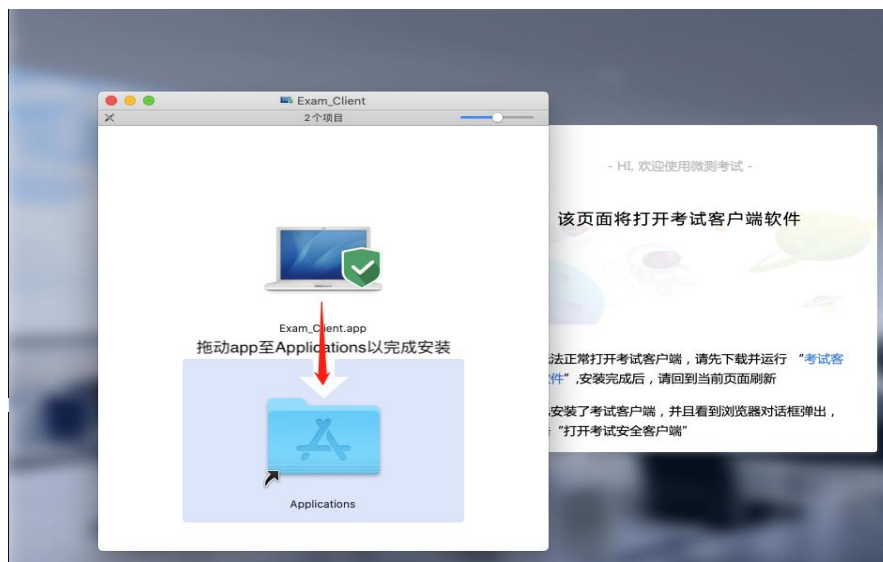 Exam_Client
2个项目
Exam_Client.app
拖动app至Applications以完成安装
Applications
- HI, 欢迎使用微测考试 -
该页面将打开考试客户端软件
法正常打开考试客户端，请先下载并运行 “考试客
件”,安装完成后，请回到当前页面刷新
安装了考试客户端，并且看到浏览器对话框弹出，
“打开考试安全客户端”